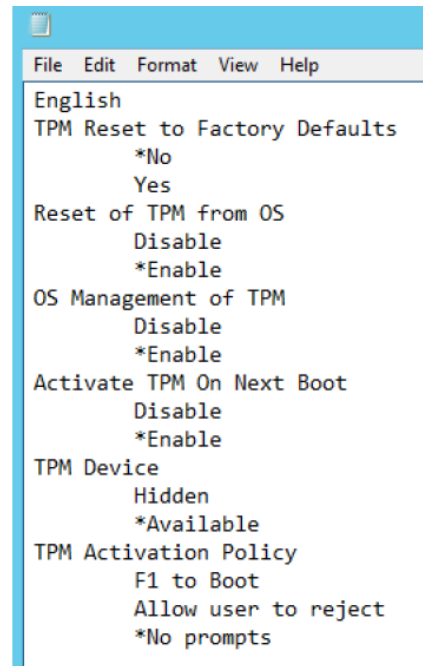 File Edit Format View Help
English
TPM Reset to Factory Defaults
*No
Yes
Reset of TPM from OS
Disable
*Enable
OS Management of TPM
Disable
*Enable
Activate TPM On Next Boot
Disable
*Enable
TPM Device
Hidden
*Available
TPM Activation Policy
F1 to Boot
Allow user to reject
*No prompts